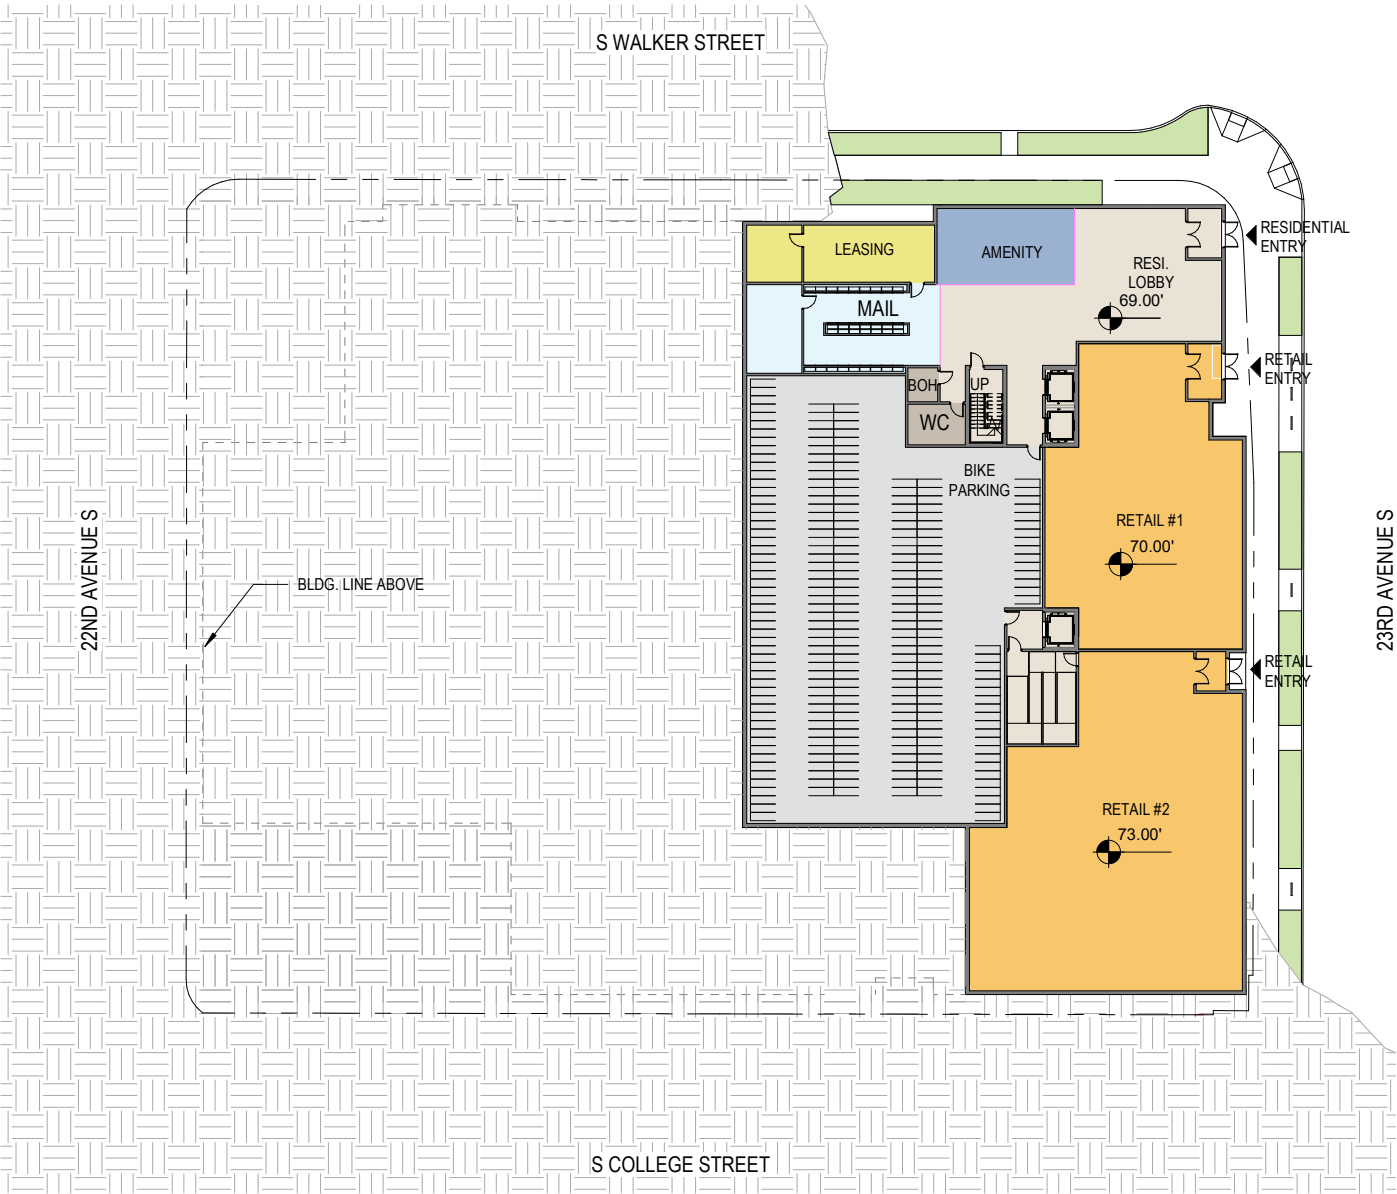 S WALKER STREET
RESIDENTIAL
ENTRY
LEASING
AMENITY
RESI.
LOBBY
69.00'
MAIL
RETAIL
ENTRY
BOH
UP
WC
BIKE
PARKING
RETAIL #1
70.00'
22ND AVENUE S
BLDG. LINE ABOVE
23RD AVENUE S
RETAIL
ENTRY
RETAIL #2
73.00'
S COLLEGE STREET